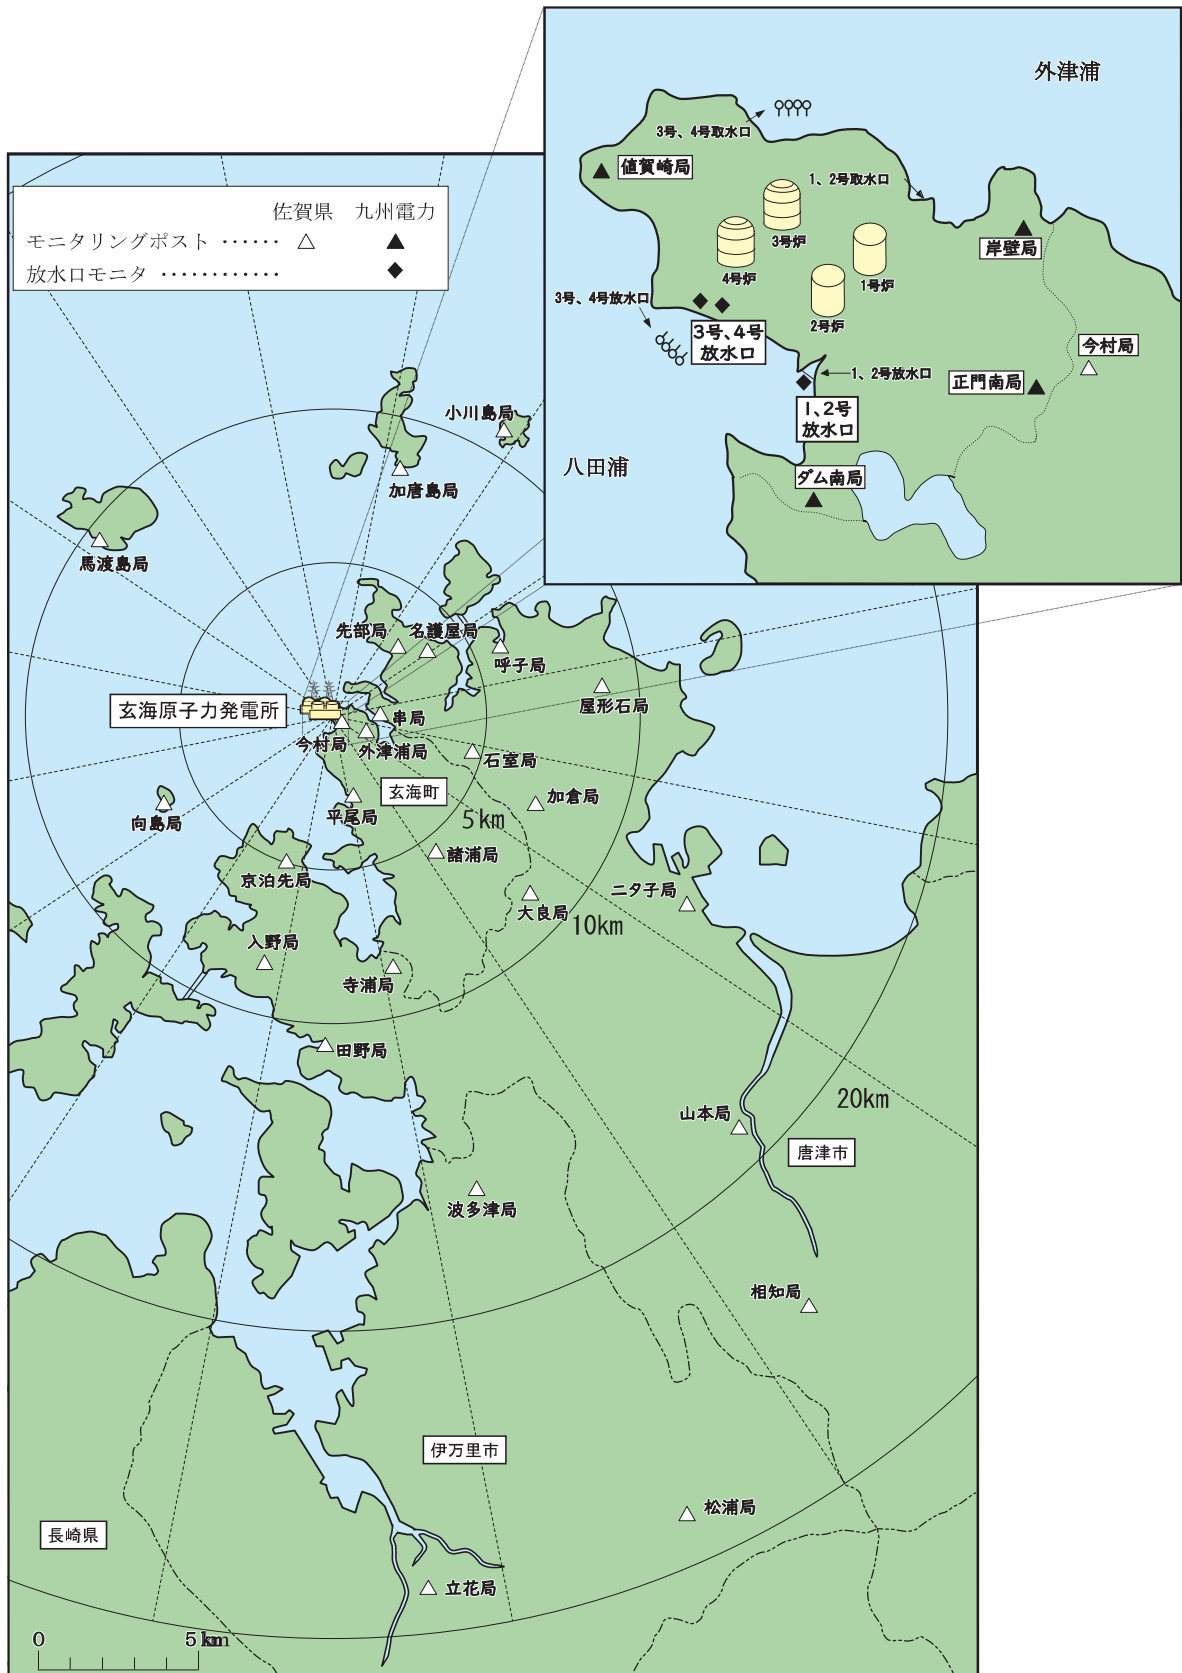 外津浦
3号、4号取水口
値賀崎局
1、2号取水口
3号炉
岸壁局
4号炉
1号炉
3号、4号放水口
2号炉
3号、4号
放水口
今村局
1、2号放水口
正門南局
1、2号
放水口
八田浦
ダム南局
佐賀県 九州電力
モニタリングポスト ‥‥‥ △ ▲
放水口モニタ ‥‥‥‥‥‥ ◆
小川島局
加唐島局
馬渡島局
先部局
名護屋局
呼子局
屋形石局
玄海原子力発電所
串局
今村局
外津浦局
石室局
玄海町
加倉局
向島局
平尾局
5km
諸浦局
京泊先局
二タ子局
大良局
10km
入野局
寺浦局
田野局
20km
山本局
唐津市
波多津局
相知局
伊万里市
松浦局
長崎県
立花局
0 5km